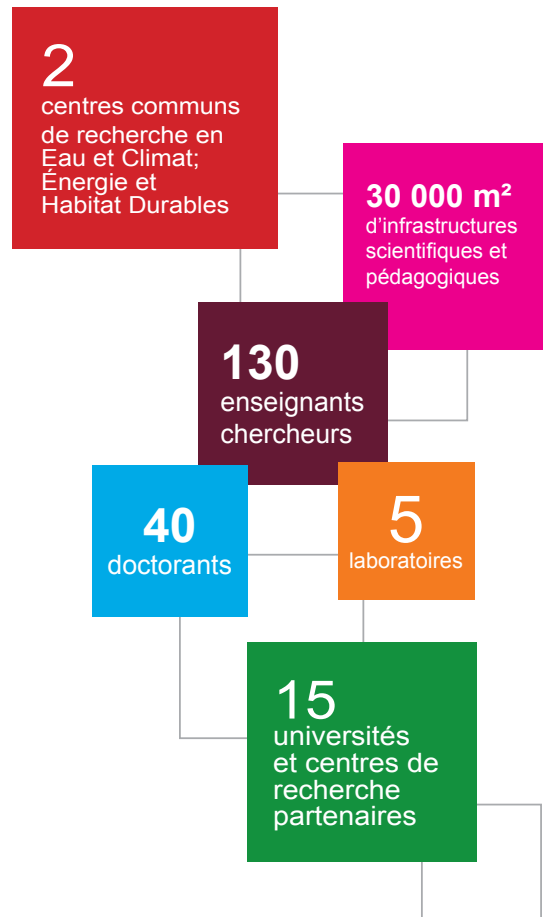 2
centres communs
de recherche en
Eau et Climat;
Énergie et
Habitat Durables
30 000 m²
d'infrastructures
scientifiques et
pédagogiques
130
enseignants
chercheurs
40
doctorants
5
laboratoires
15
universités
et centres de
recherche
partenaires